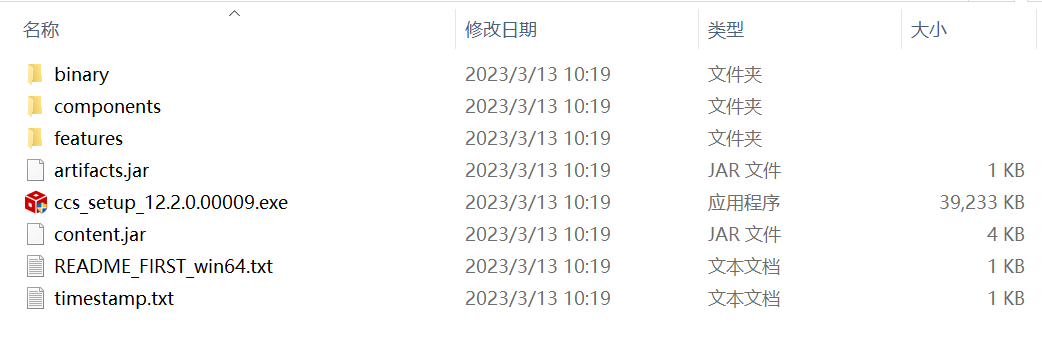 名称 修改日期 类型 大小
binary 2023/3/13 10:19 文件夹
components 2023/3/13 10:19 文件夹
features 2023/3/13 10:19 文件夹
artifacts.jar 2023/3/13 10:19 JAR 文件 1 KB
ccs_setup_12.2.0.00009.exe 2023/3/13 10:19 应用程序 39,233 KB
content.jar 2023/3/13 10:19 JAR 文件 4 KB
README_FIRST_win64.txt 2023/3/13 10:19 文本文档 1 KB
timestamp.txt 2023/3/13 10:19 文本文档 1 KB